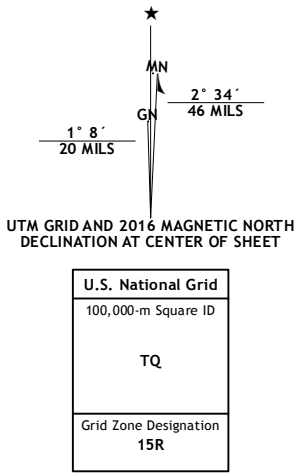 ★
MN
2° 34´
46 MILS
GN
1° 8´
20 MILS
UTM GRID AND 2016 MAGNETIC NORTH
DECLINATION AT CENTER OF SHEET
U.S. National Grid
100,000-m Square ID
TQ
Grid Zone Designation
15R